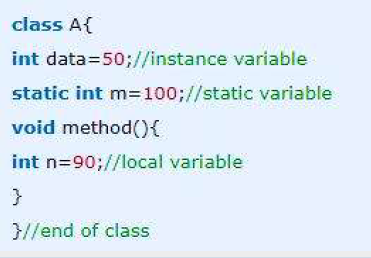 class A{
int data=50;//instance variable
static int m=100;//static variable
void method(){
int n=90;//local variable
}
}//end of class